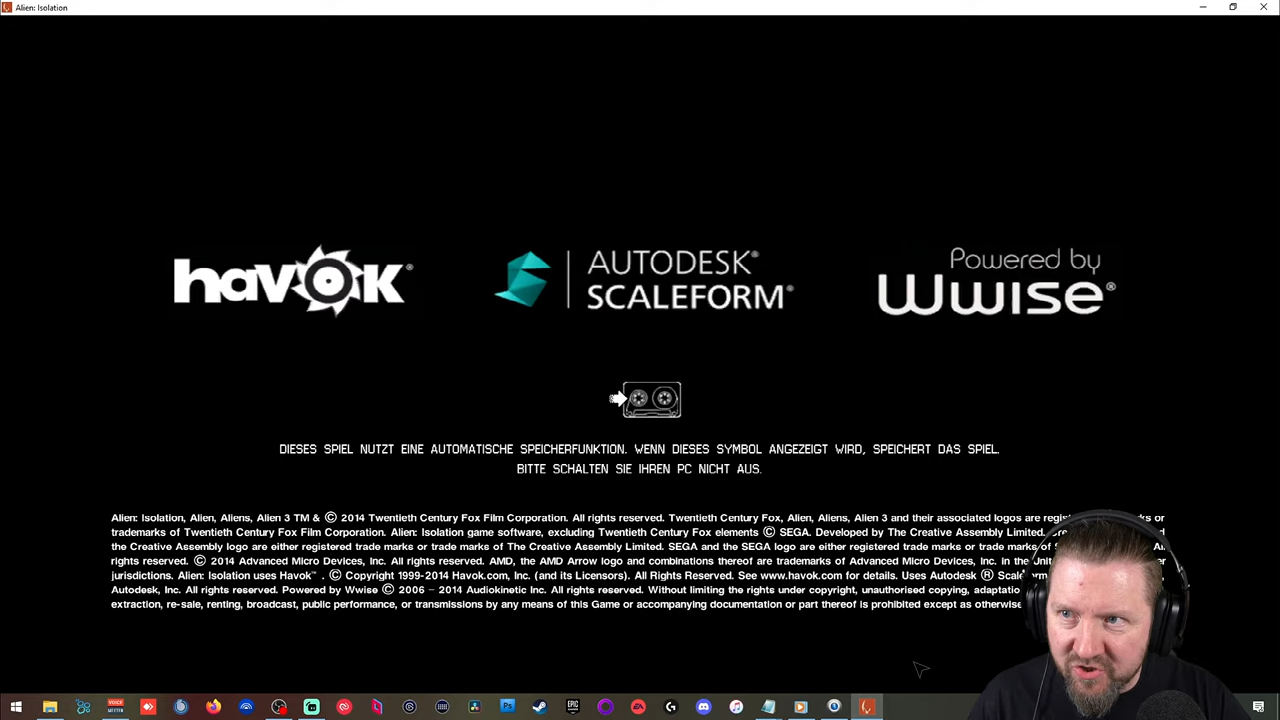 Alien: Isolation
haVOK®
AUTODESK®
SCALEFORM®
Powered by
Wwise®
DIESES SPIEL NUTZT EINE AUTOMATISCHE SPEICHERFUNKTION. WENN DIESES SYMBOL ANGEZEIGT WIRD, SPEICHERT DAS SPIEL.
BITTE SCHALTEN SIE IHREN PC NICHT AUS.
Alien: Isolation, Alien, Aliens, Alien 3 TM & © 2014 Twentieth Century Fox Film Corporation. All rights reserved. Twentieth Century Fox, Alien, Aliens, Alien 3 and their associated logos are or
trademarks of Twentieth Century Fox Film Corporation. Alien: Isolation game software, excluding Twentieth Century Fox elements © SEGA. Developed by The Creative Assembly Limited.
the Creative Assembly logo are either registered trade marks or trade marks of The Creative Assembly Limited. SEGA and the SEGA logo are either registered trade marks or trade marks of All
rights reserved. © 2014 Advanced Micro Devices, Inc. All rights reserved. AMD, the AMD Arrow logo and combinations thereof are trademarks of Advanced Micro Devices, Inc. in the other
jurisdictions. Alien: Isolation uses Havok™ . © Copyright 1999-2014 Havok.com, Inc. (and its Licensors). All Rights Reserved. See www.havok.com for details. Uses Autodesk ®
Autodesk, Inc. All rights reserved. Powered by Wwise © 2006 – 2014 Audiokinetic Inc. All rights reserved. Without limiting the rights under copyright, unauthorised copying,
extraction, re-sale, renting, broadcast, public performance, or transmissions by any means of this Game or accompanying documentation or part thereof is prohibited except as
VOICE
Ps
EPIC
EA